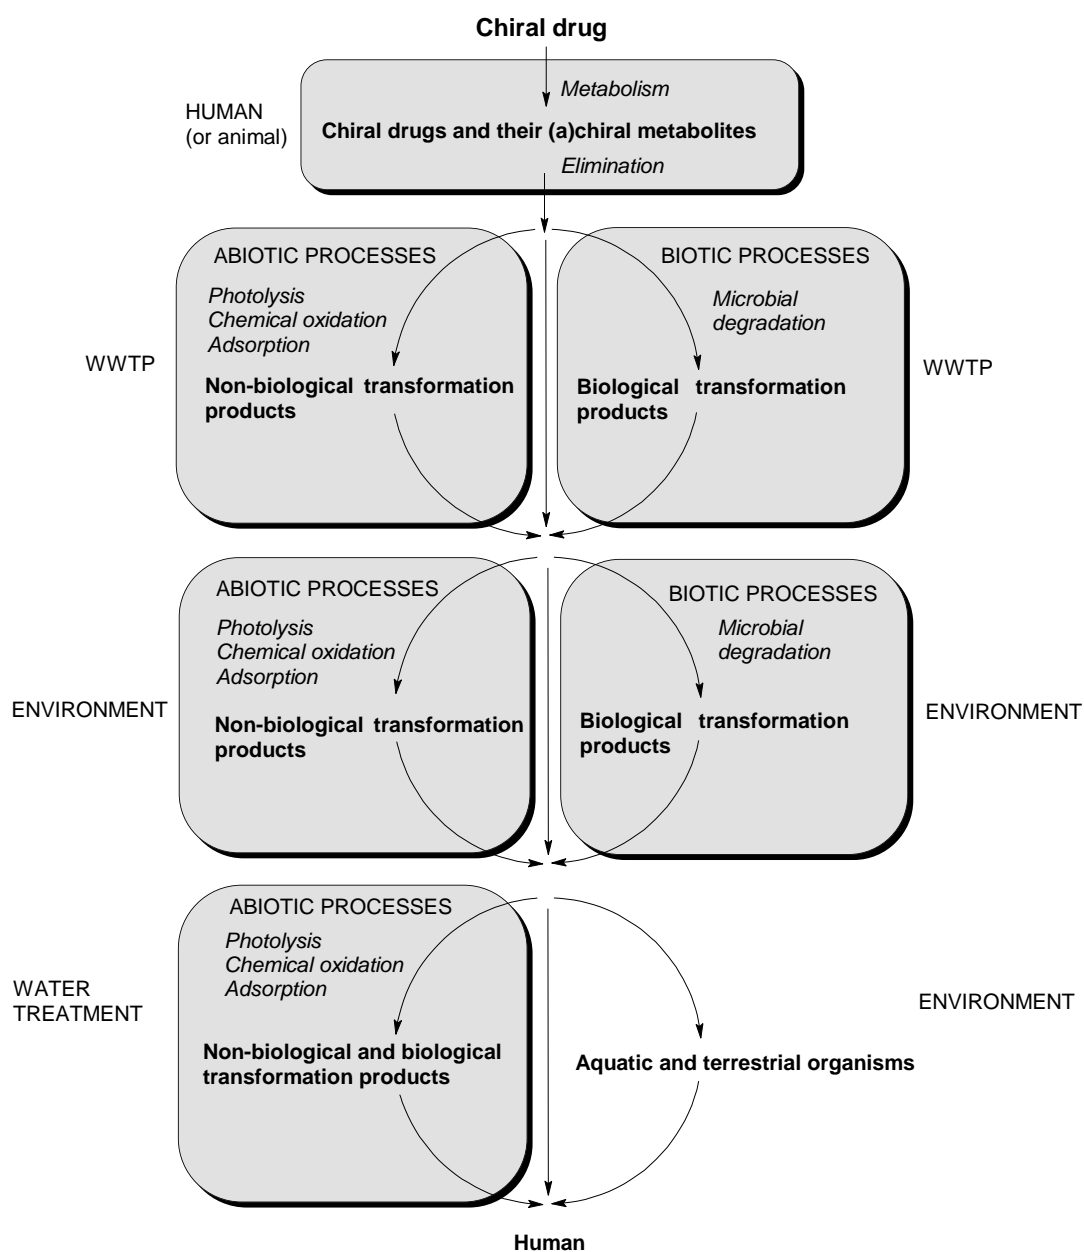 Chiral drug
HUMAN
(or animal)
Metabolism
Chiral drugs and their (a)chiral metabolites
Elimination
WWTP
ABIOTIC PROCESSES
Photolysis
Chemical oxidation
Adsorption
Non-biological transformation
products
BIOTIC PROCESSES
Microbial
degradation
Biological transformation
products
WWTP
ENVIRONMENT
ABIOTIC PROCESSES
Photolysis
Chemical oxidation
Adsorption
Non-biological transformation
products
BIOTIC PROCESSES
Microbial
degradation
Biological transformation
products
ENVIRONMENT
WATER
TREATMENT
ABIOTIC PROCESSES
Photolysis
Chemical oxidation
Adsorption
Non-biological and biological
transformation products
Aquatic and terrestrial organisms
ENVIRONMENT
Human